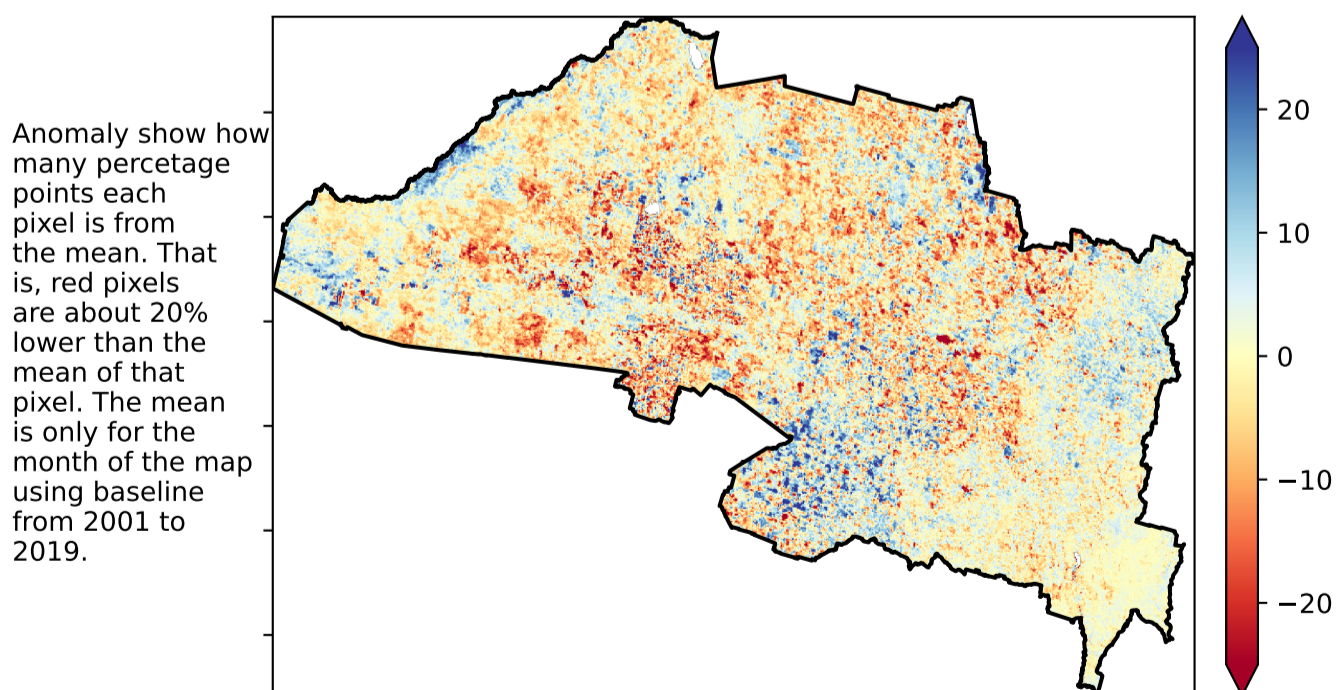 Anomaly show how
many percetage
points each
pixel is from
the mean. That
is, red pixels
are about 20%
lower than the
mean of that
pixel. The mean
is only for the
month of the map
using baseline
from 2001 to
2019.
20
10
0
−10
−20